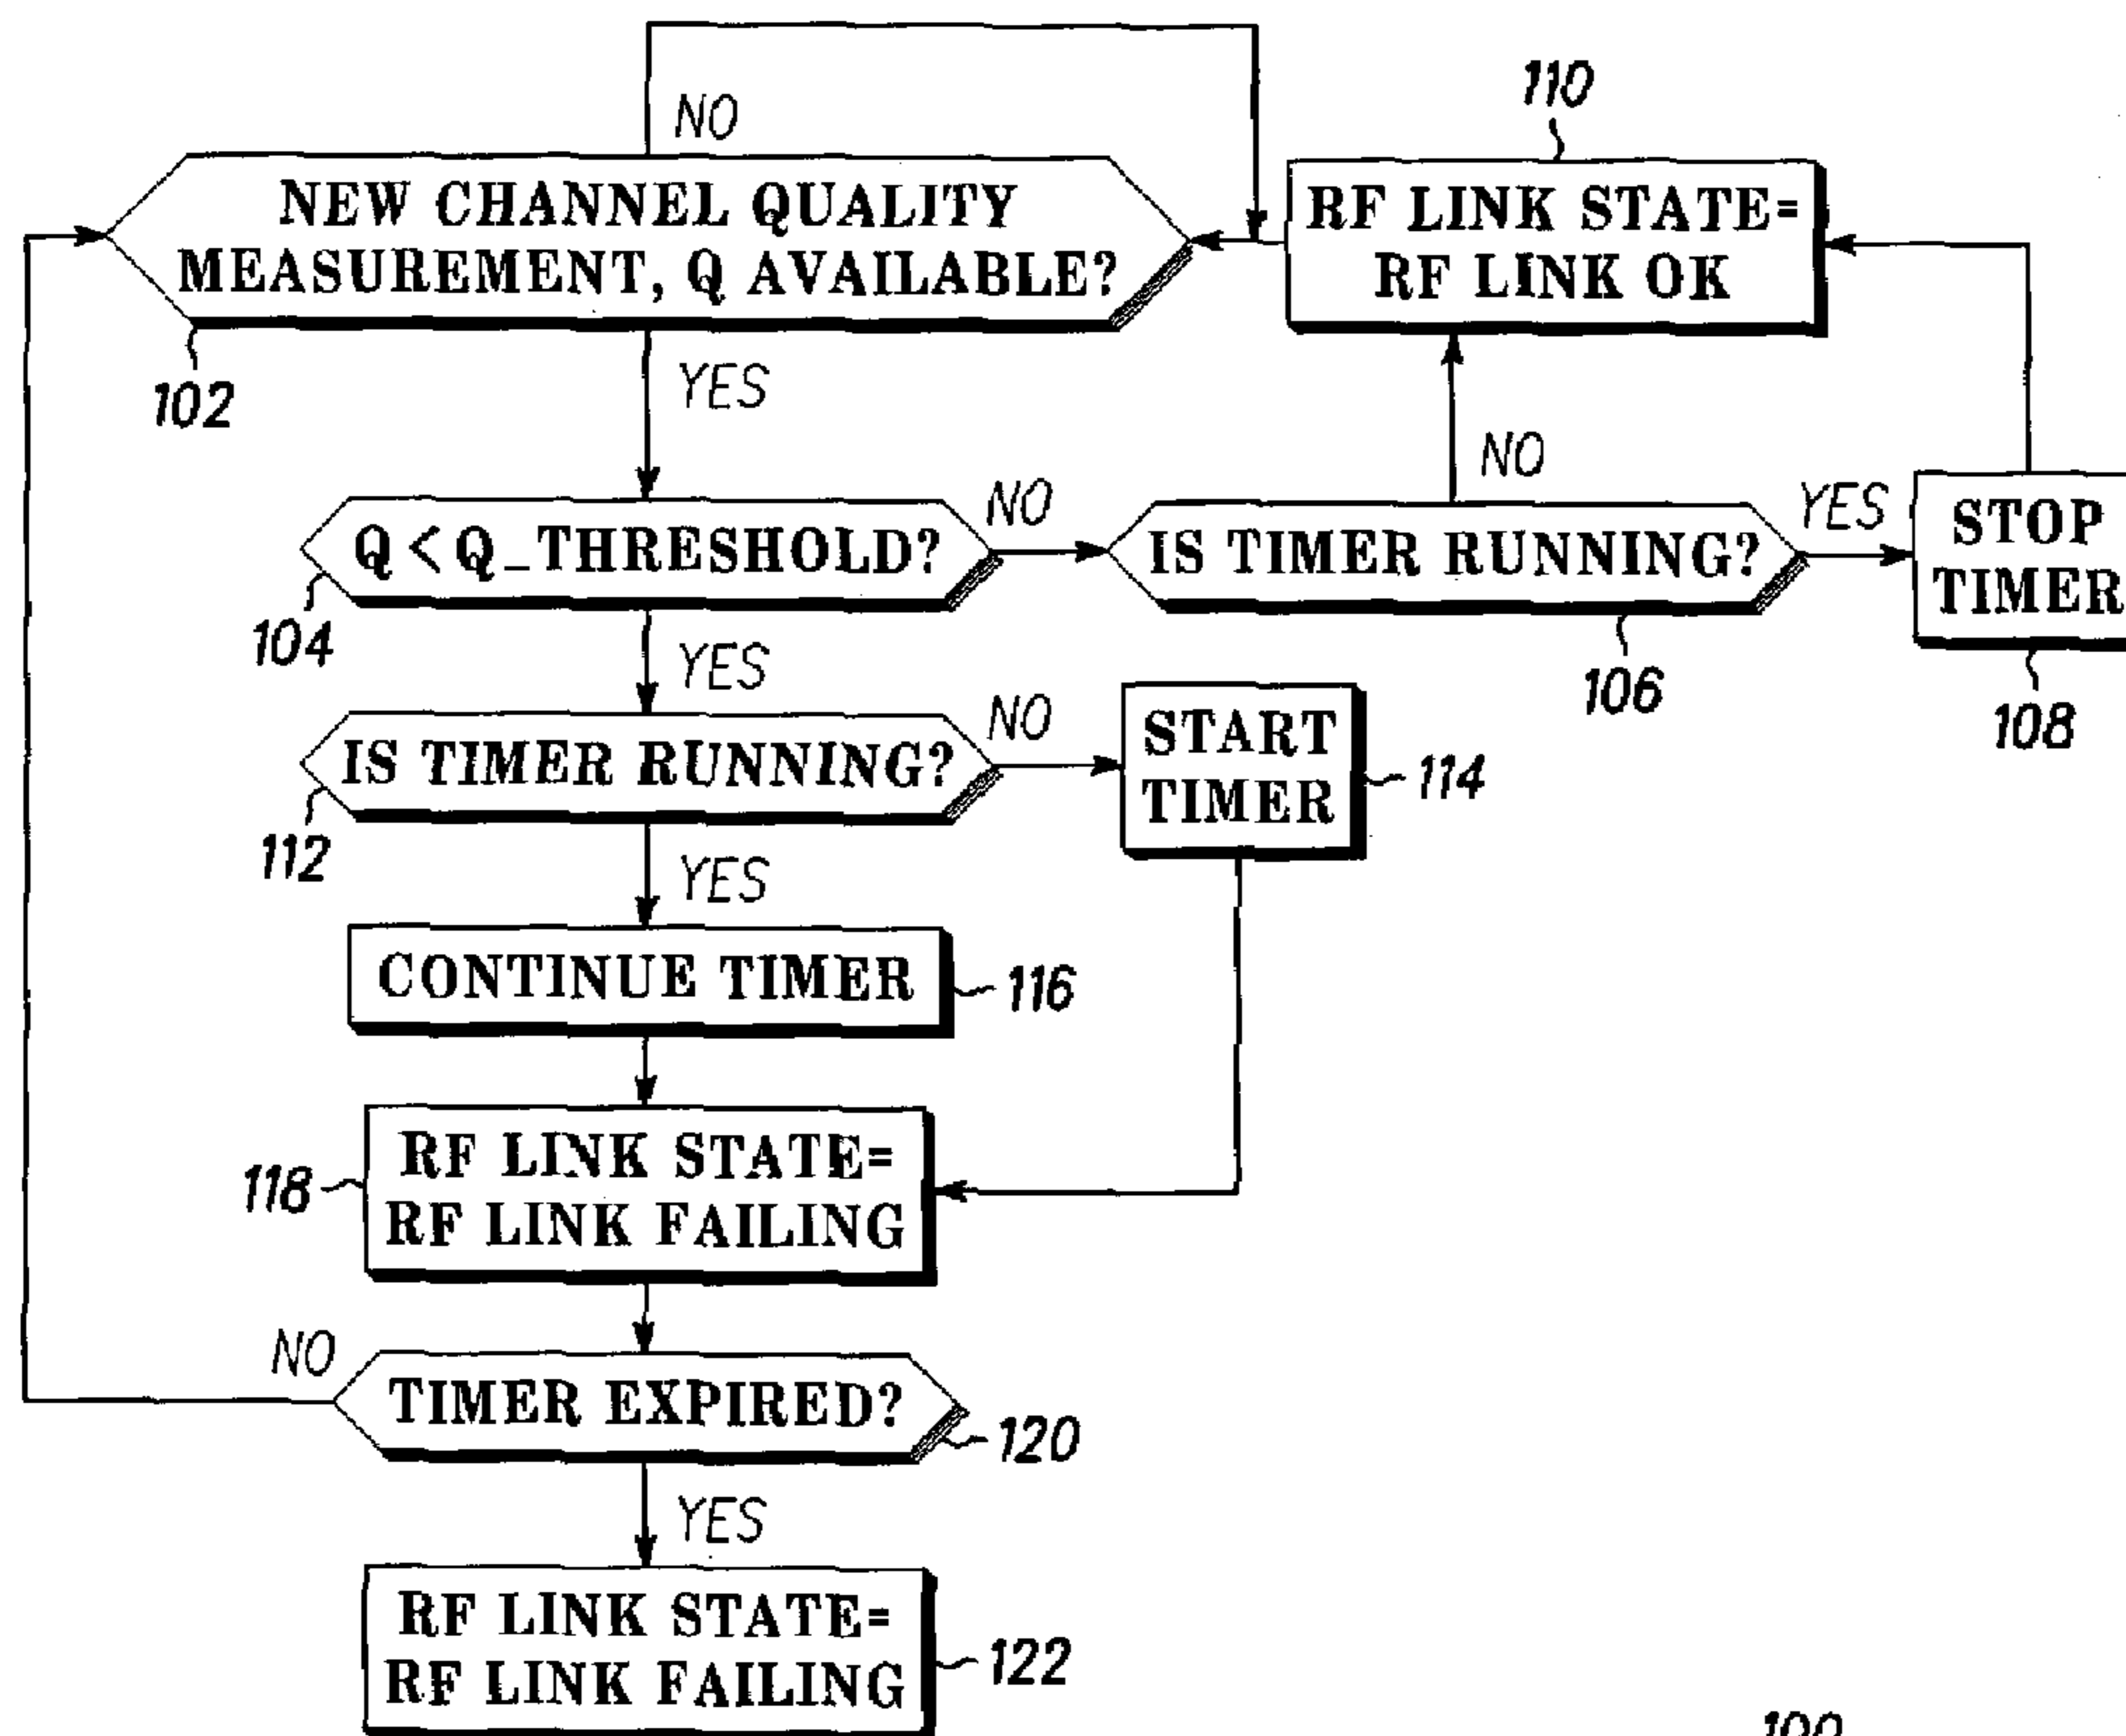 NO
110
NEW CHANNEL QUALITY
MEASUREMENT, Q AVAILABLE?
RF LINK STATE=
RF LINK OK
102
YES
NO
Q < Q_THRESHOLD?
NO
IS TIMER RUNNING?
YES
STOP
TIMER
104
YES
106
108
IS TIMER RUNNING?
NO
START
TIMER
114
112
YES
CONTINUE TIMER
116
RF LINK STATE=
RF LINK FAILING
118
NO
TIMER EXPIRED?
120
YES
RF LINK STATE=
RF LINK FAILING
122